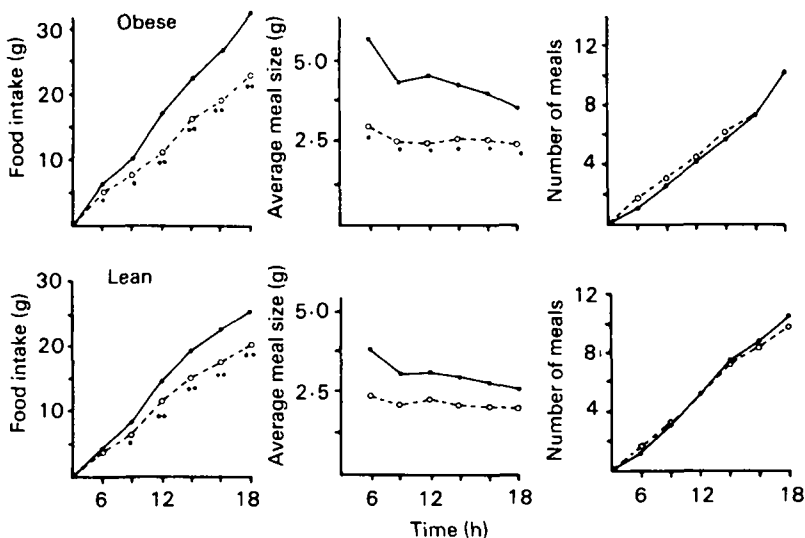 Obese
Food intake (g)
30
20
10
Average meal size (g)
5.0
2.5
Number of meals
12
8
4
Lean
Food intake (g)
30
20
10
6
12
18
Average meal size (g)
5.0
2.5
6
12
18
Number of meals
12
8
4
6
12
18
Time (h)